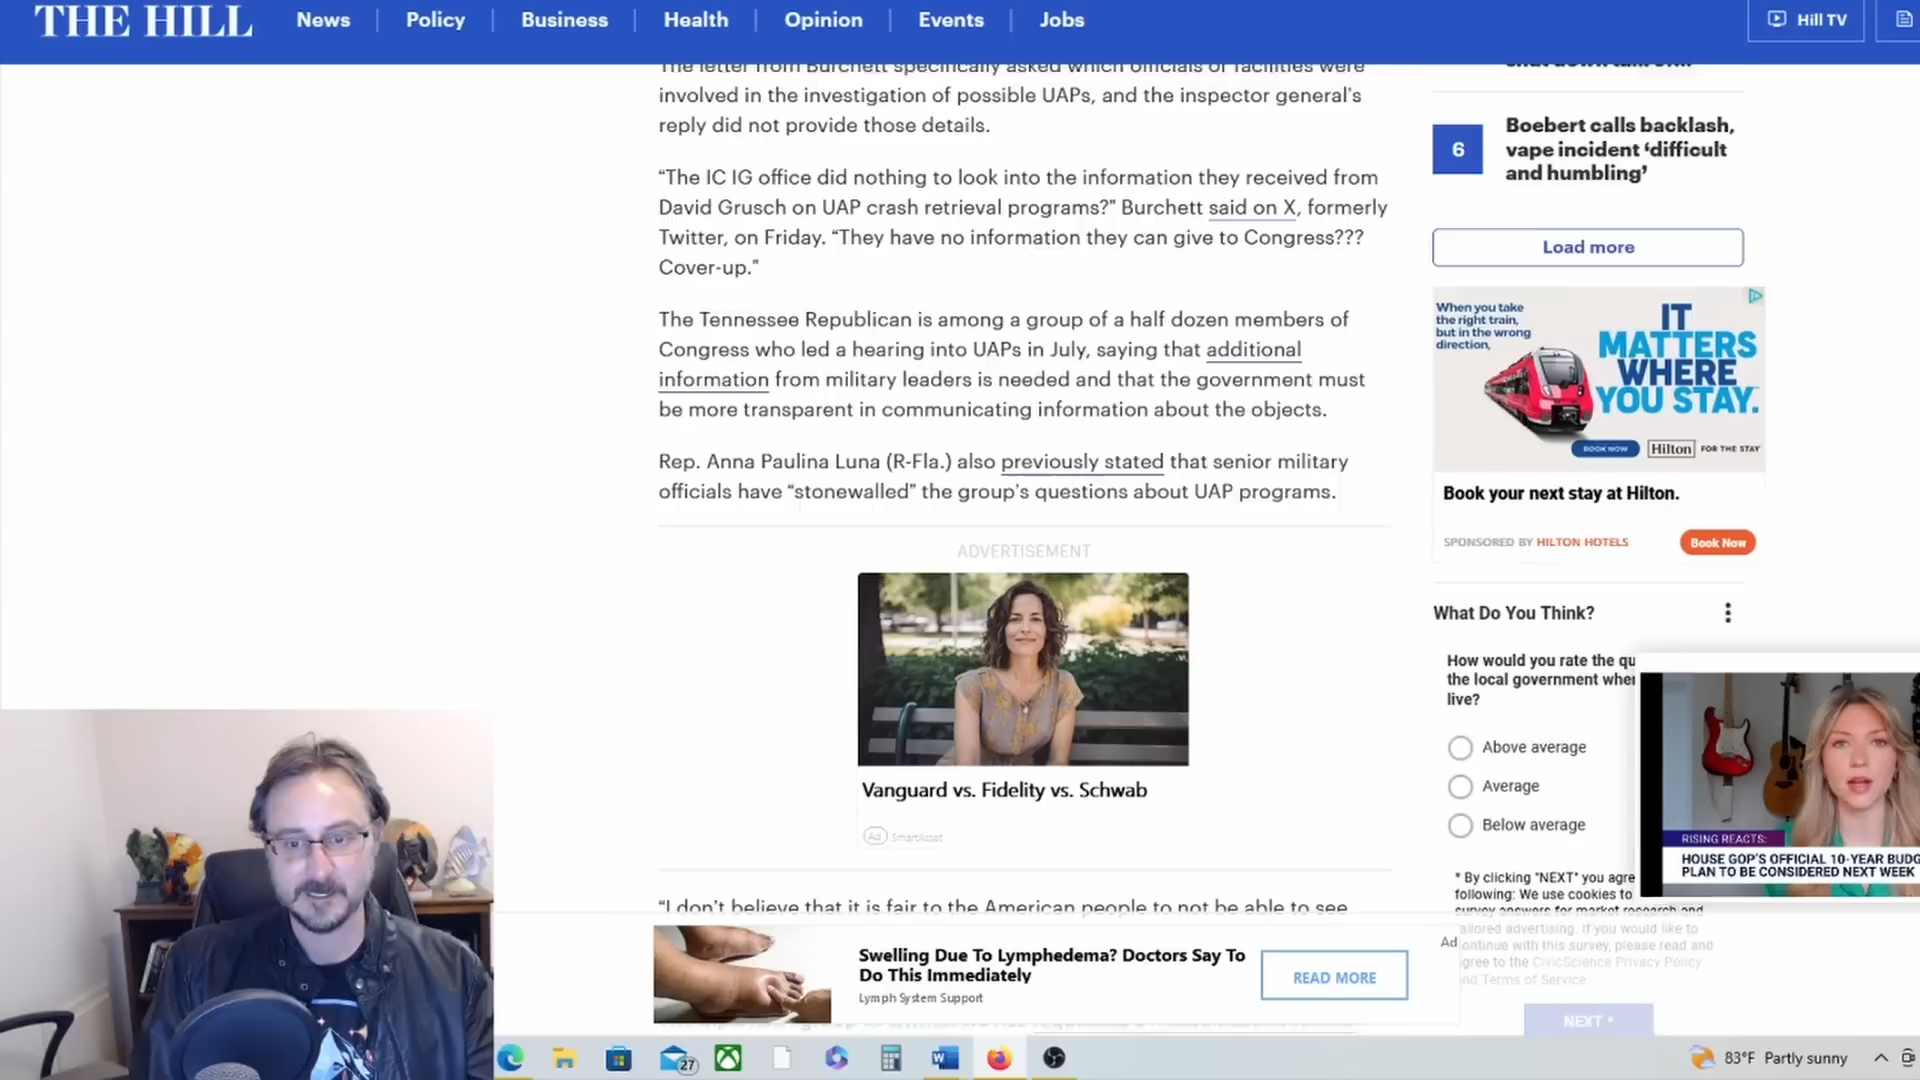 THE HILL
News
Policy
Business
Health
Opinion
Events
Jobs
Hill TV
The letter from Burchett specifically asked which officials or facilities were
involved in the investigation of possible UAPs, and the inspector general's
reply did not provide those details.
“The IC IG office did nothing to look into the information they received from
David Grusch on UAP crash retrieval programs?” Burchett said on X, formerly
Twitter, on Friday. “They have no information they can give to Congress???
Cover-up.”
The Tennessee Republican is among a group of a half dozen members of
Congress who led a hearing into UAPs in July, saying that additional
information from military leaders is needed and that the government must
be more transparent in communicating information about the objects.
Rep. Anna Paulina Luna (R-Fla.) also previously stated that senior military
officials have “stonewalled” the group's questions about UAP programs.
ADVERTISEMENT
Vanguard vs. Fidelity vs. Schwab
Ad SmartAsset
“I don't believe that it is fair to the American people to not be able to see
Swelling Due To Lymphedema? Doctors Say To
Do This Immediately
Lymph System Support
READ MORE
Ad
6
Boebert calls backlash,
vape incident ‘difficult
and humbling’
Load more
When you take
the right train,
but in the wrong
direction,
IT
MATTERS
WHERE
YOU STAY.
BOOK NOW
Hilton FOR THE STAY
Book your next stay at Hilton.
SPONSORED BY HILTON HOTELS
Book Now
What Do You Think?
How would you rate the qu
the local government wher
live?
Above average
Average
Below average
* By clicking "NEXT" you agre
following: We use cookies to
survey answers for market research and
tailored advertising. If you would like to
continue with this survey, please read and
agree to the CivicScience Privacy Policy
and Terms of Service
NEXT *
RISING REACTS:
HOUSE GOP'S OFFICIAL 10-YEAR BUDG
PLAN TO BE CONSIDERED NEXT WEEK
27
83°F Partly sunny